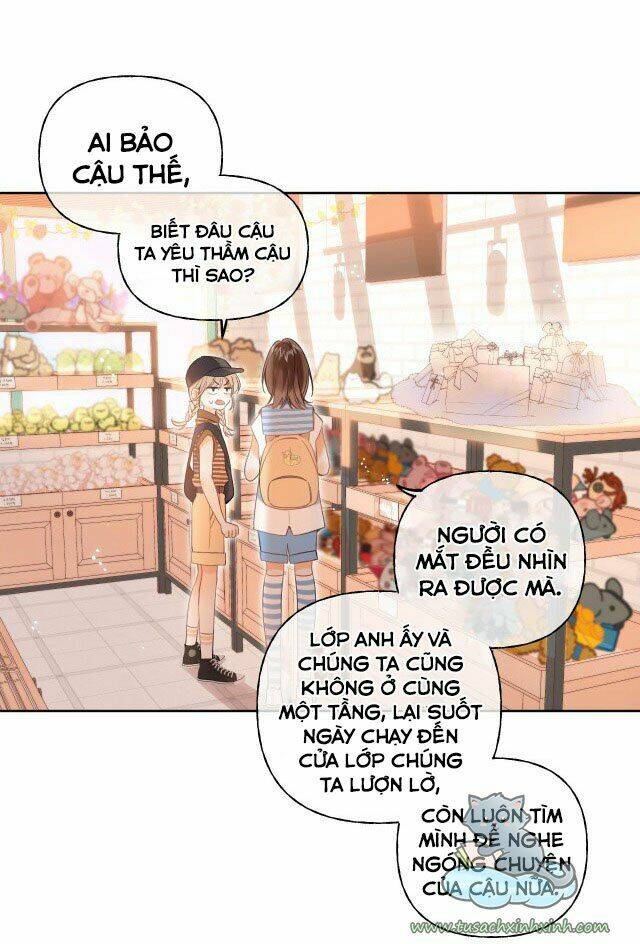 AI BẢO
CẬU THẾ,
BIẾT ĐÂU CẬU
TA YÊU THẦM CẬU
THÌ SAO?
NGƯỜI CÓ
MẮT ĐỀU NHÌN
RA ĐƯỢC MÀ.
LỚP ANH ẤY VÀ
CHÚNG TA CŨNG
KHÔNG Ở CÙNG
MỘT TẦNG, LẠI SUỐT
NGÀY CHẠY ĐẾN
CỬA LỚP CHÚNG
TA LƯỢN LỜ,
CÒN LUÔN TÌM
MÌNH ĐỂ NGHE
NGÓNG CHUYỆN
CỦA CẬU NỮA.
www.tusachxinhxinh.com